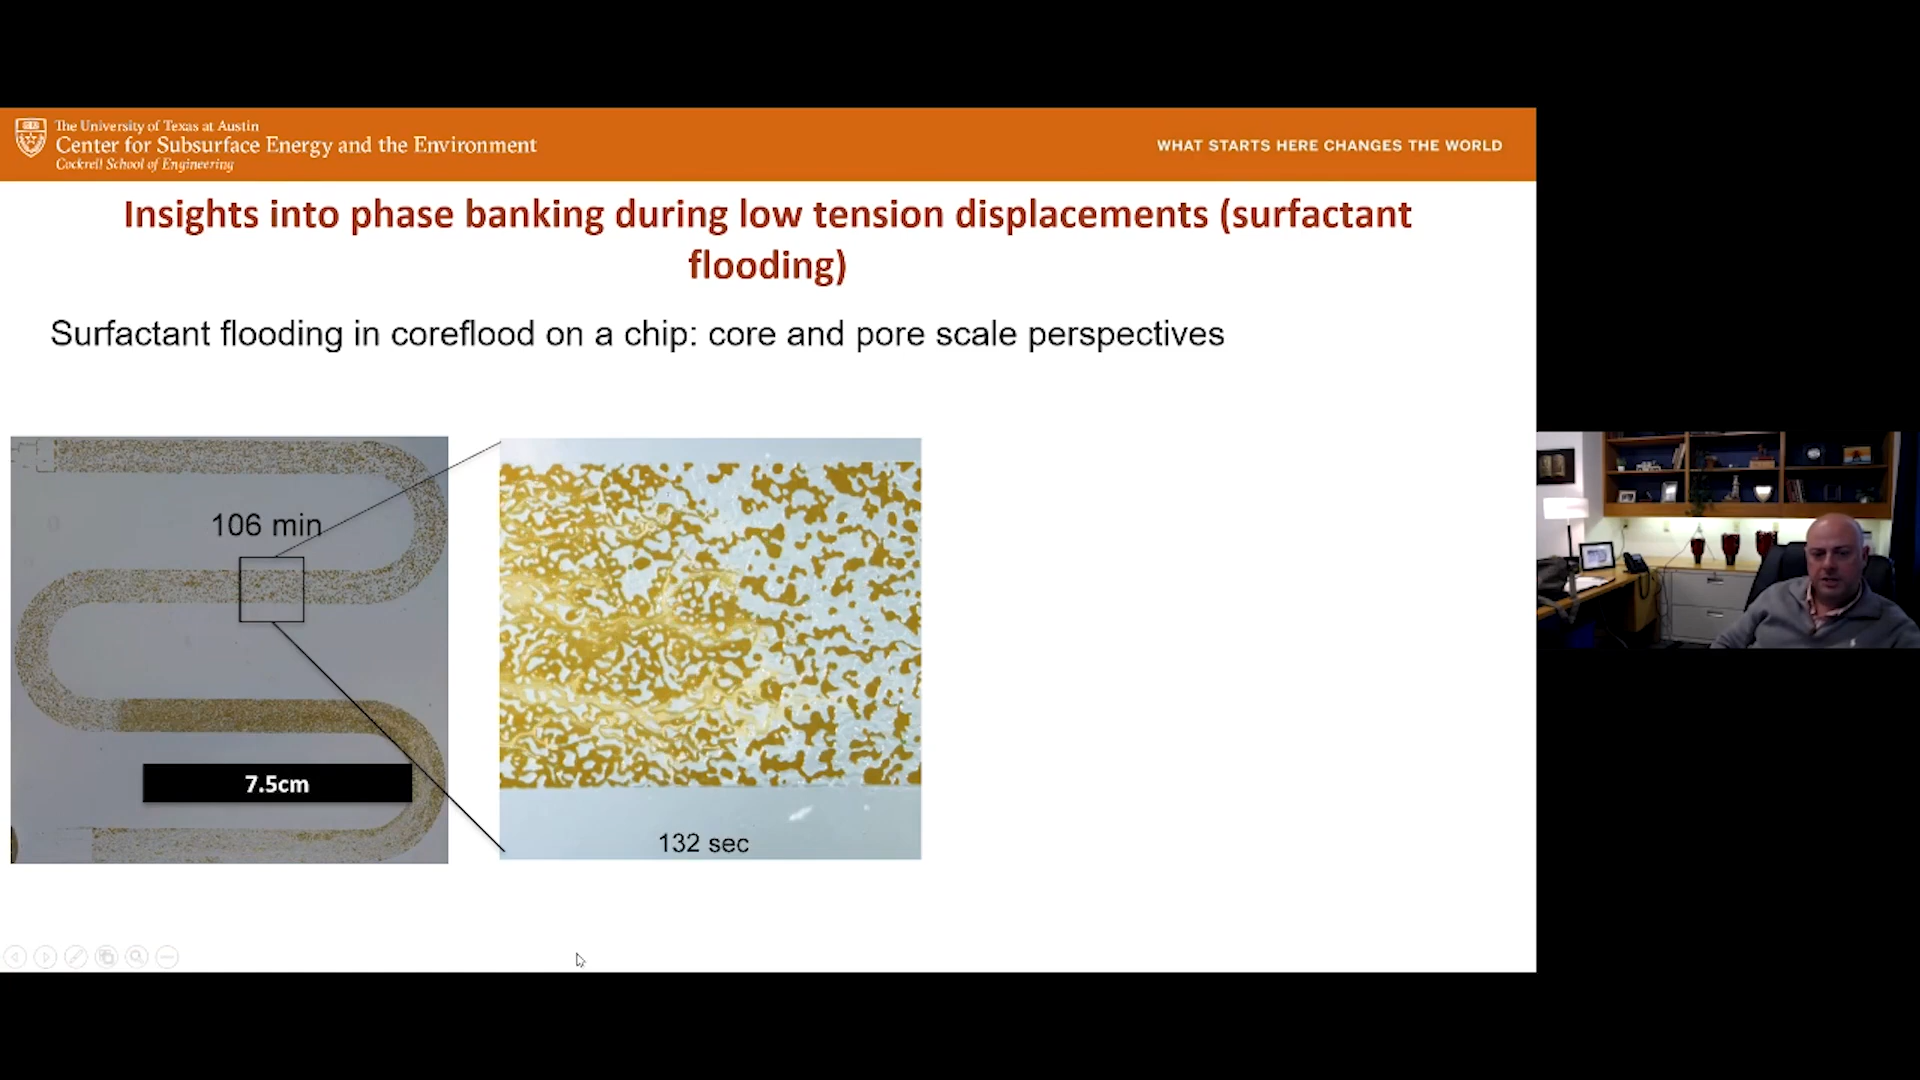 The University of Texas at Austin
Center for Subsurface Energy and the Environment
Cockrell School of Engineering
WHAT STARTS HERE CHANGES THE WORLD
Insights into phase banking during low tension displacements (surfactant
flooding)
Surfactant flooding in coreflood on a chip: core and pore scale perspectives
106 min
7.5cm
132 sec